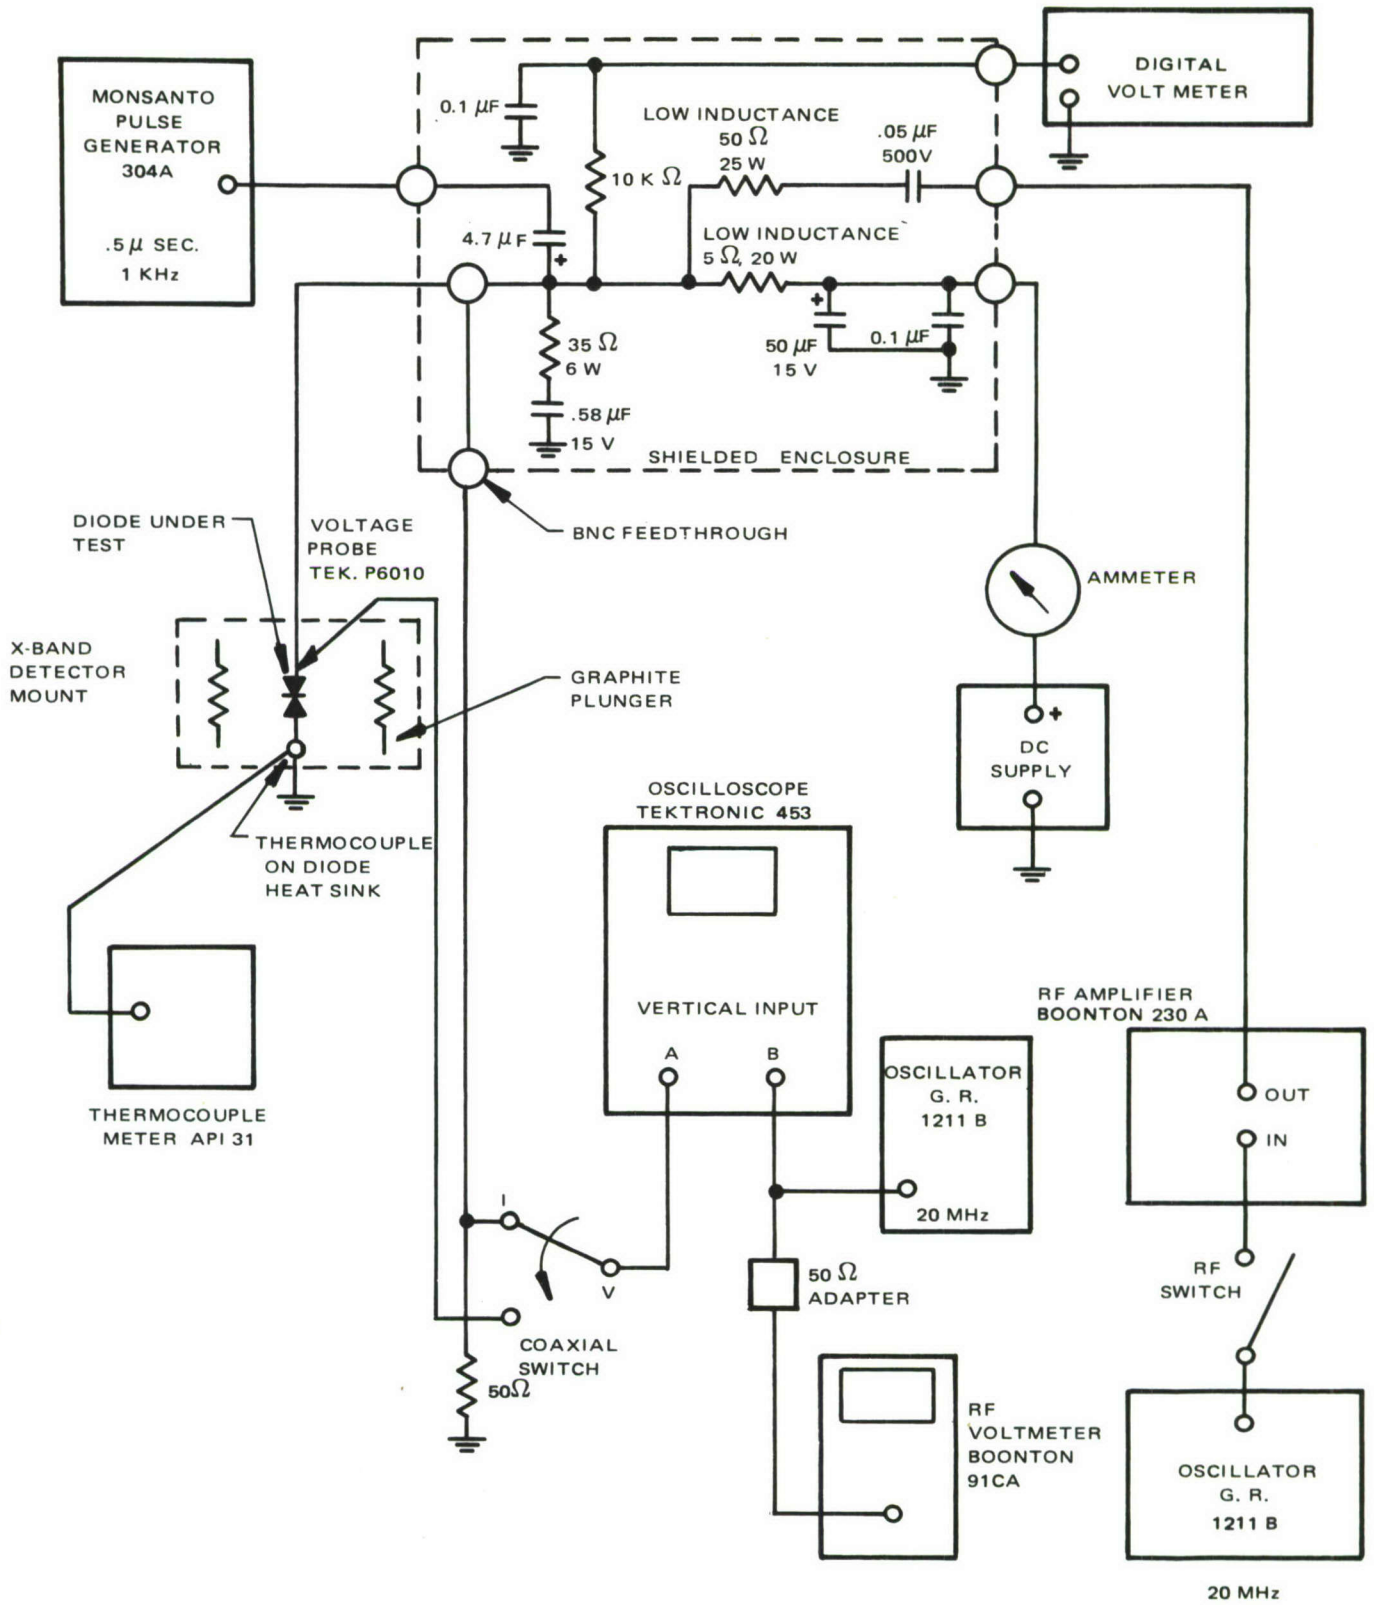 MONSANTO
PULSE
GENERATOR
304A
.5 μ SEC.
1 KHz
0.1 μF
10 K Ω
LOW INDUCTANCE
50 Ω
25 W
.05 μF
500V
DIGITAL
VOLT METER
4.7 μF
+
LOW INDUCTANCE
5 Ω, 20 W
+
50 μF
15 V
0.1 μF
35 Ω
6 W
.58 μF
15 V
SHIELDED ENCLOSURE
BNC FEEDTHROUGH
DIODE UNDER
TEST
VOLTAGE
PROBE
TEK. P6010
X-BAND
DETECTOR
MOUNT
GRAPHITE
PLUNGER
THERMOCOUPLE
ON DIODE
HEAT SINK
THERMOCOUPLE
METER API 31
AMMETER
+
DC
SUPPLY
OSCILLOSCOPE
TEKTRONIC 453
VERTICAL INPUT
A
B
OSCILLATOR
G. R.
1211 B
20 MHz
RF AMPLIFIER
BOONTON 230 A
OUT
IN
I
V
COAXIAL
SWITCH
50Ω
50 Ω
ADAPTER
RF
SWITCH
RF
VOLTMETER
BOONTON
91CA
OSCILLATOR
G. R.
1211 B
20 MHz